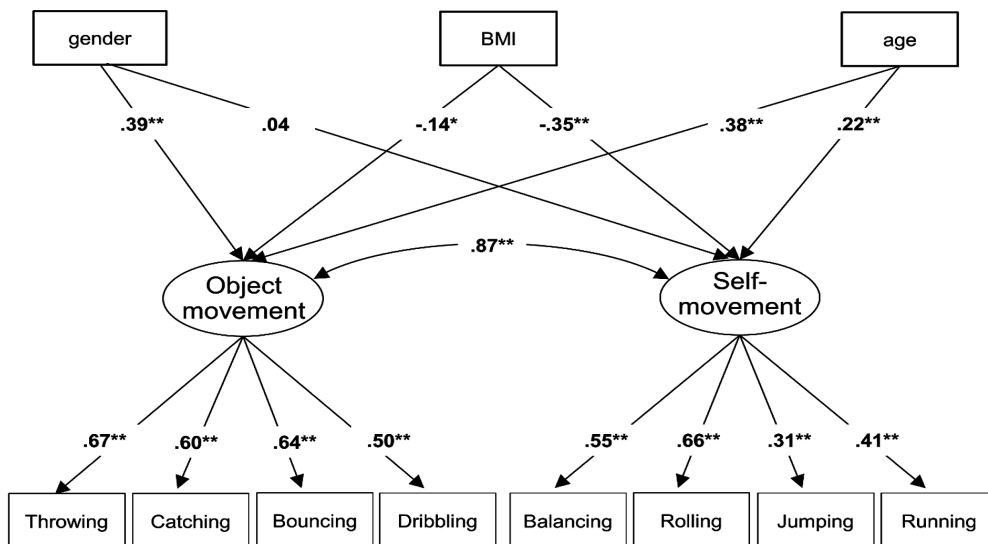 gender
BMI
age
.39**
.04
-.14*
-.35**
.38**
.22**
.87**
Object
movement
Self-
movement
.67**
.60**
.64**
.50**
.55**
.66**
.31**
.41**
Throwing
Catching
Bouncing
Dribbling
Balancing
Rolling
Jumping
Running